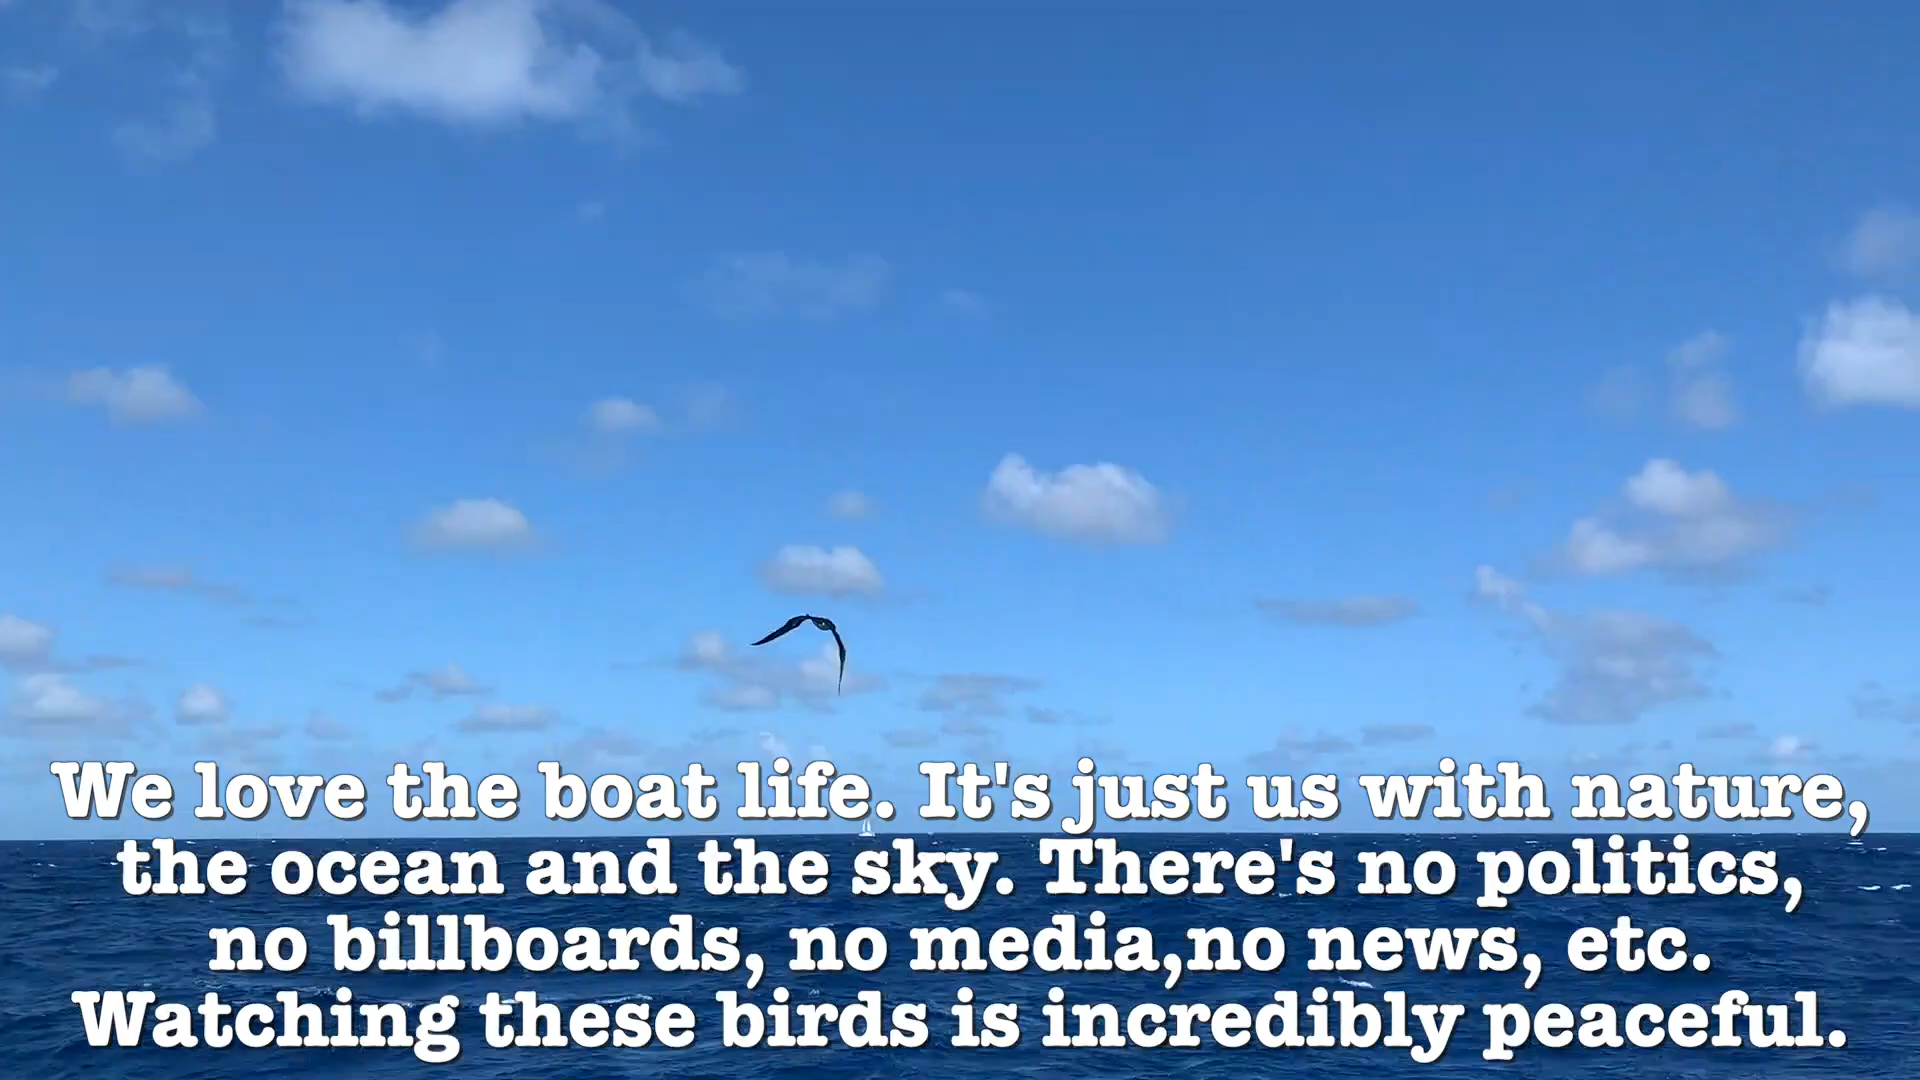 We love the boat life. It's just us with nature,
the ocean and the sky. There's no politics,
no billboards, no media,no news, etc.
Watching these birds is incredibly peaceful.